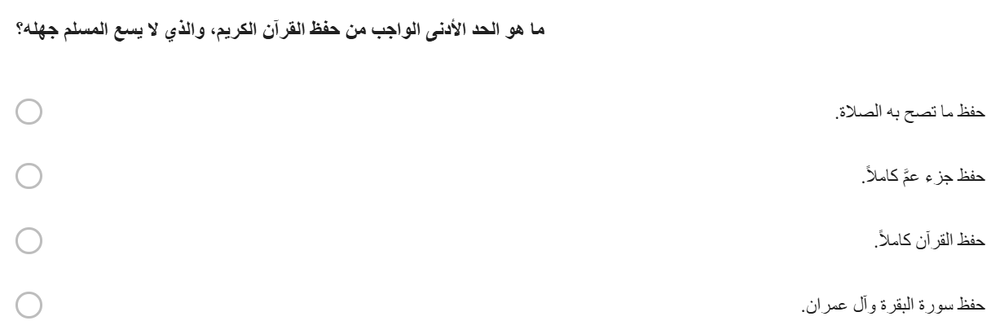 ما هو الحد الأدنى الواجب من حفظ القرآن الكريم، والذي لا يسع المسلم جهله؟
حفظ ما تصح به الصلاة.
حفظ جزء عمَّ كاملاً.
حفظ القرآن كاملاً.
حفظ سورة البقرة وآل عمران.